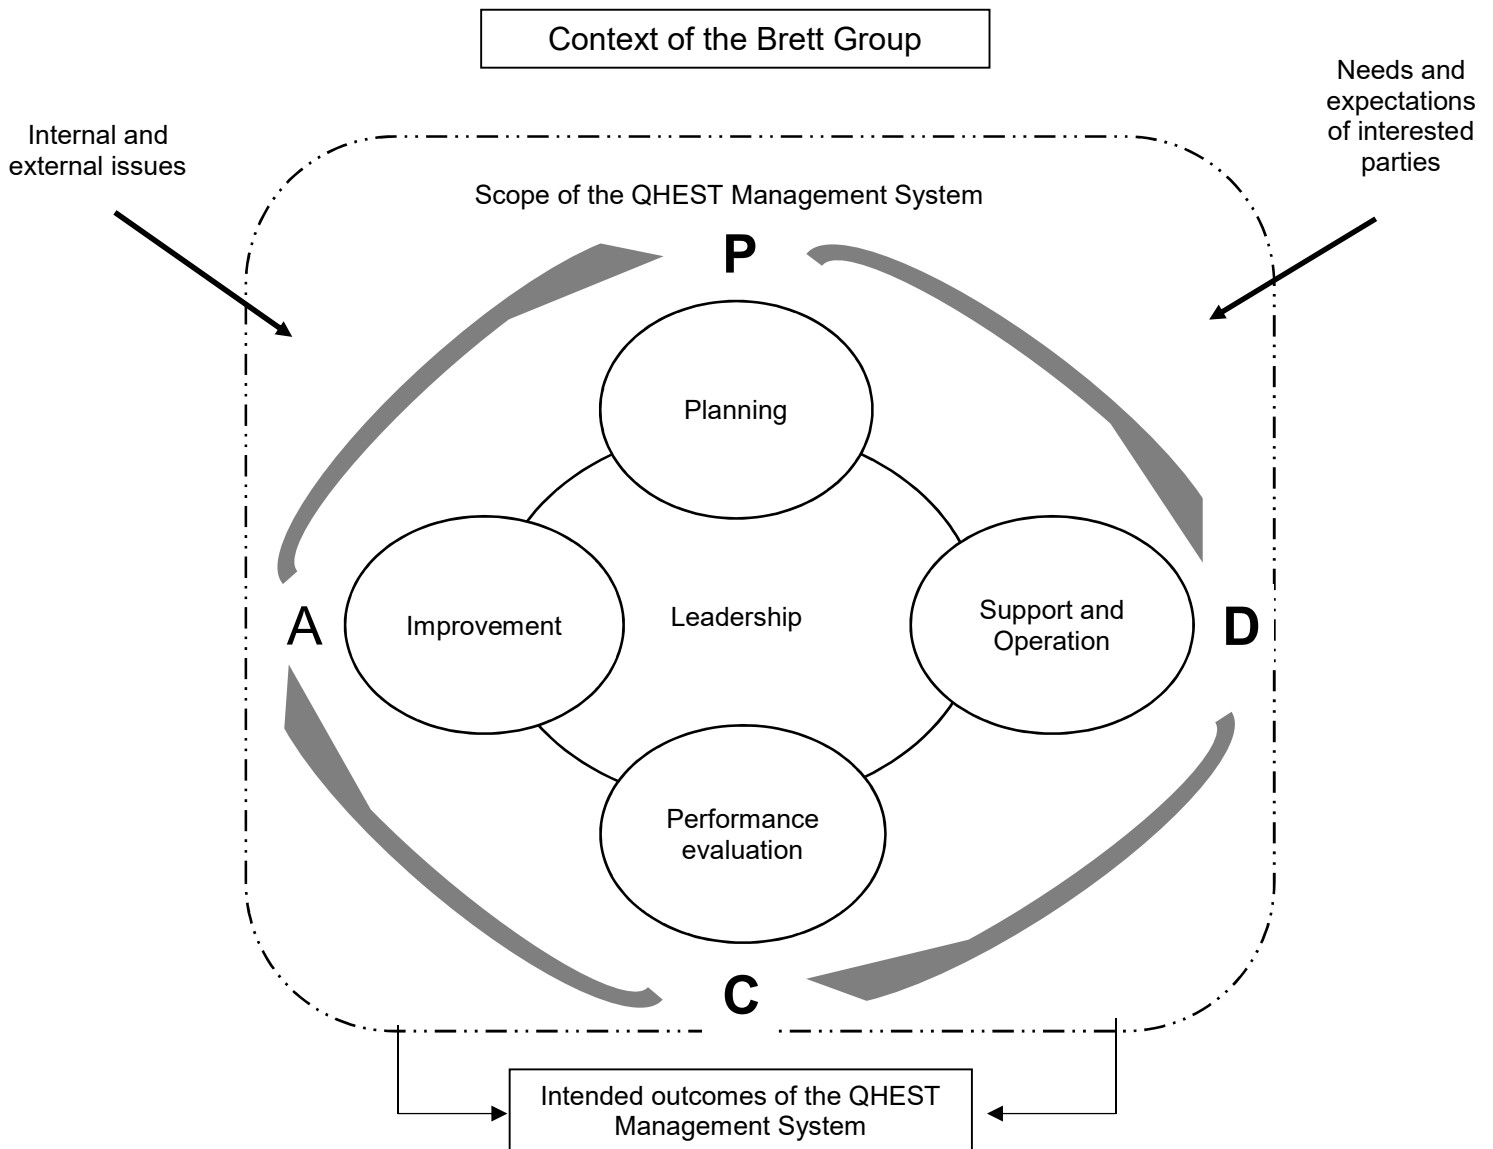 Context of the Brett Group
Needs and
expectations
of interested
parties
Internal and
external issues
Scope of the QHEST Management System
P
Planning
A
Improvement
Leadership
Support and
Operation
D
Performance
evaluation
C
Intended outcomes of the QHEST
Management System